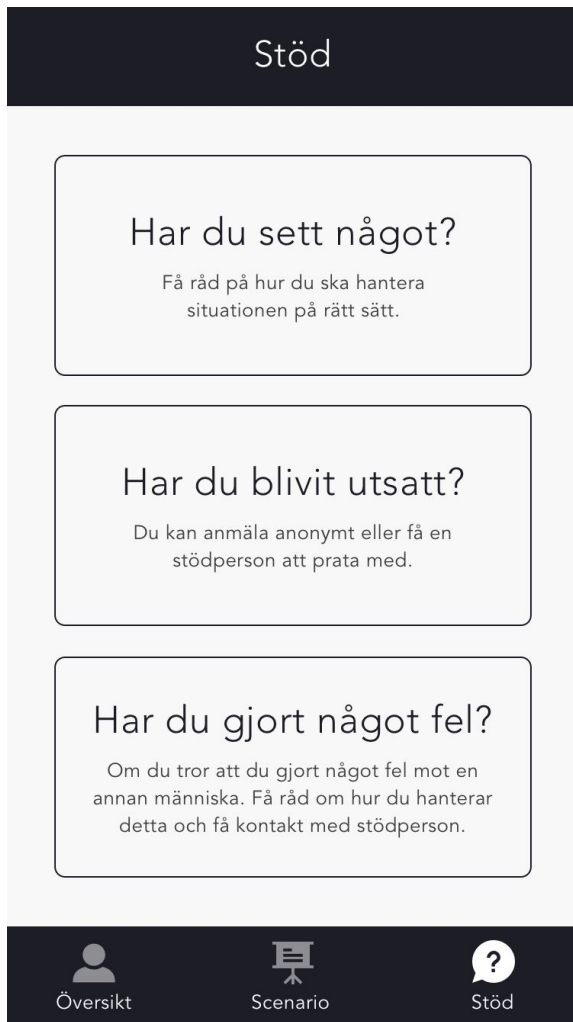 Stöd
Har du sett något?
Få råd på hur du ska hantera
situationen på rätt sätt.
Har du blivit utsatt?
Du kan anmäla anonymt eller få en
stödperson att prata med.
Har du gjort något fel?
Om du tror att du gjort något fel mot en
annan människa. Få råd om hur du hanterar
detta och få kontakt med stödperson.
?
Översikt
Scenario
Stöd